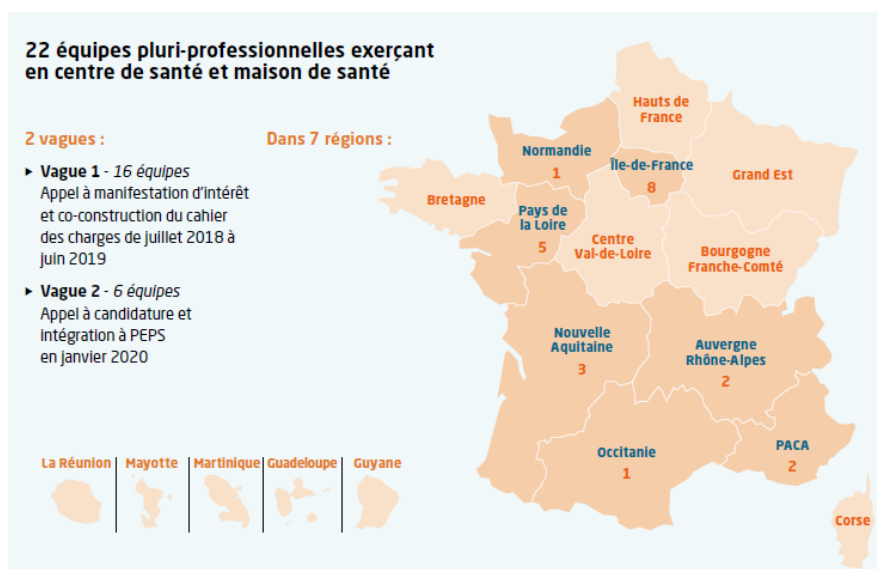 22 équipes pluri-professionnelles exerçant
en centre de santé et maison de santé
2 vagues :
Dans 7 régions :
▸ Vague 1 - 16 équipes
Appel à manifestation d'intérêt
et co-construction du cahier
des charges de juillet 2018 à
juin 2019
▸ Vague 2 - 6 équipes
Appel à candidature et
intégration à PEPS
en janvier 2020
Hauts de
France
Normandie
1
Île-de-France
8
Grand Est
Bretagne
Pays de
la Loire
5
Centre
Val-de-Loire
Bourgogne
Franche-Comté
Nouvelle
Aquitaine
3
Auvergne
Rhône-Alpes
2
Occitanie
1
PACA
2
Corse
La Réunion
Mayotte
Martinique
Guadeloupe
Guyane